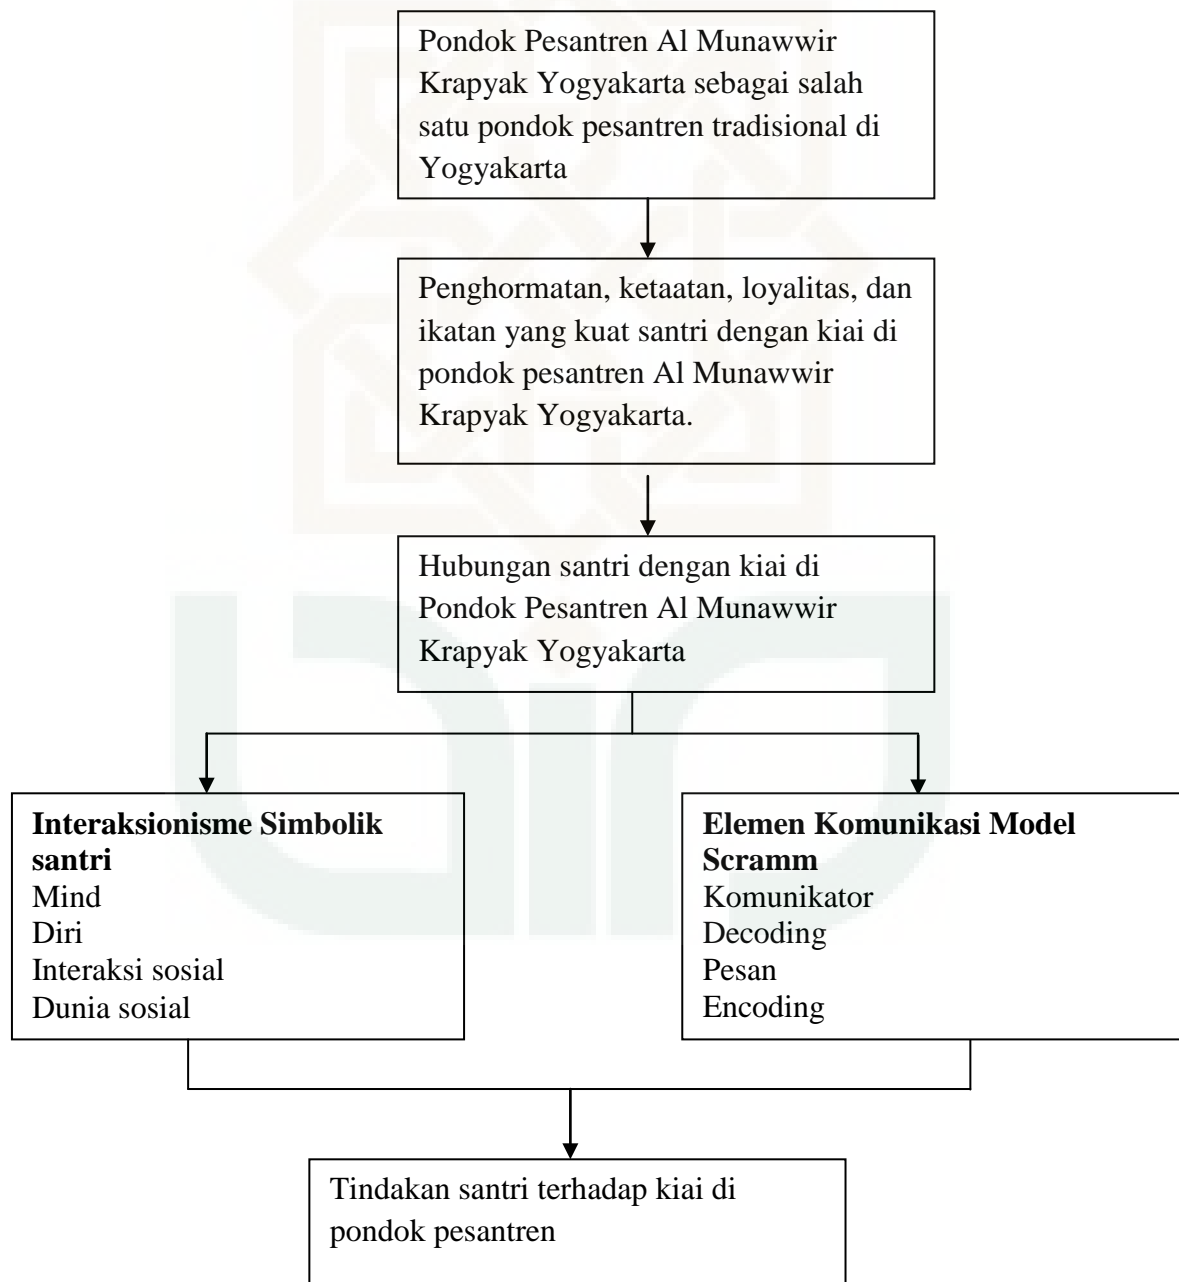 Pondok Pesantren Al Munawwir
Krapyak Yogyakarta sebagai salah
satu pondok pesantren tradisional di
Yogyakarta
Penghormatan, ketaatan, loyalitas, dan
ikatan yang kuat santri dengan kiai di
pondok pesantren Al Munawwir
Krapyak Yogyakarta.
Hubungan santri dengan kiai di
Pondok Pesantren Al Munawwir
Krapyak Yogyakarta
Interaksionisme Simbolik
santri
Mind
Diri
Interaksi sosial
Dunia sosial
Elemen Komunikasi Model
Scramm
Komunikator
Decoding
Pesan
Encoding
Tindakan santri terhadap kiai di
pondok pesantren